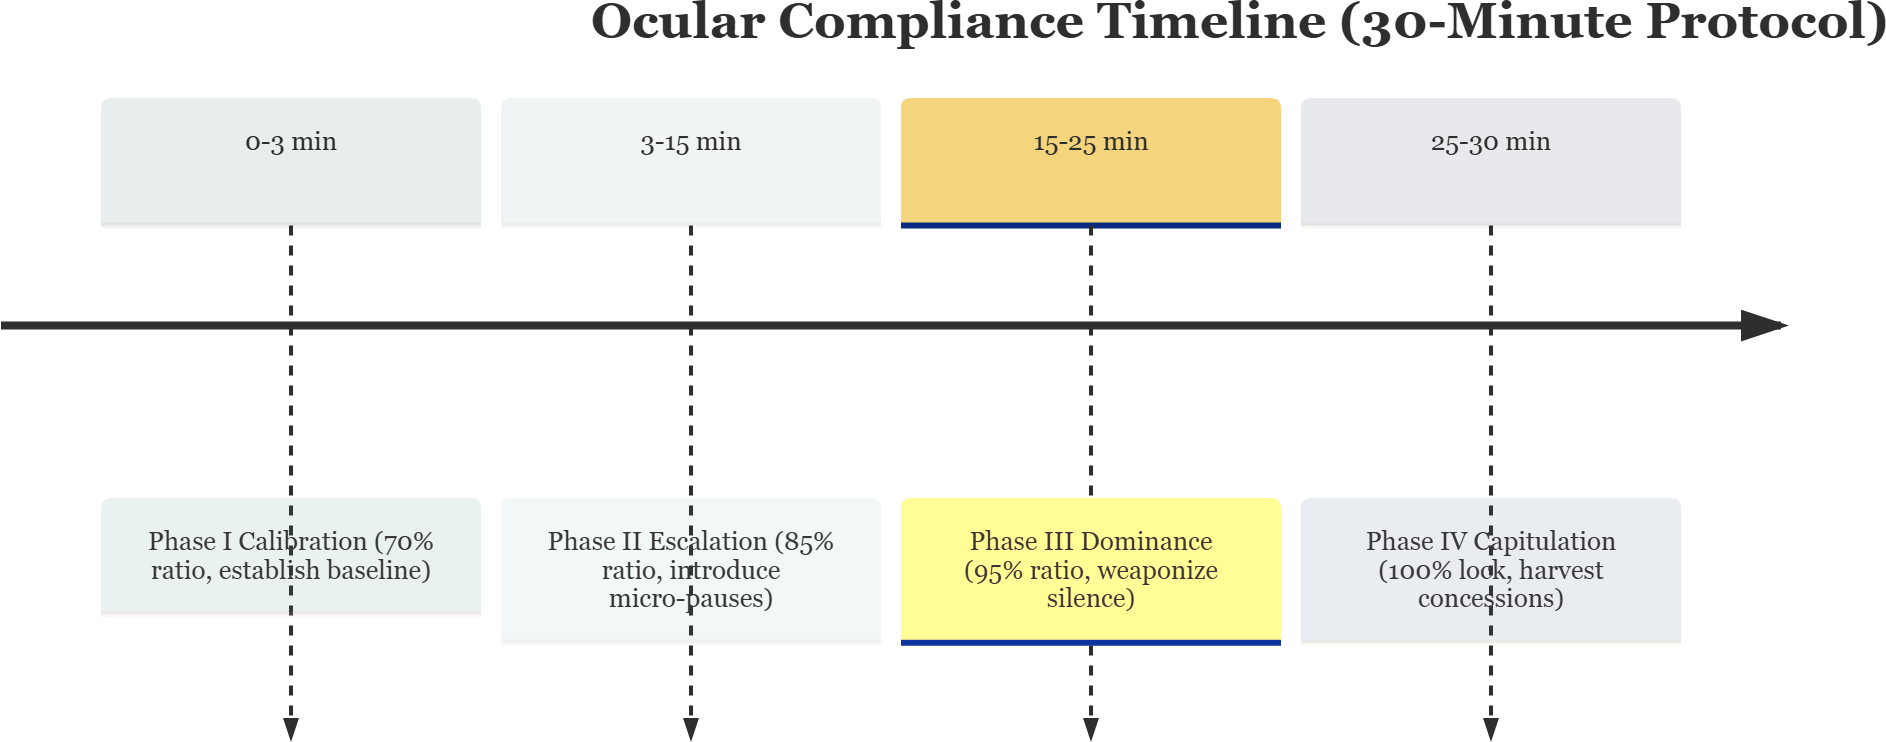 Ocular Compliance Timeline (30-Minute Protocol)
0-3 min
3-15 min
15-25 min
25-30 min
Phase I Calibration (70%
ratio, establish baseline)
Phase II Escalation (85%
ratio, introduce
micro-pauses)
Phase III Dominance
(95% ratio, weaponize
silence)
Phase IV Capitulation
(100% lock, harvest
concessions)